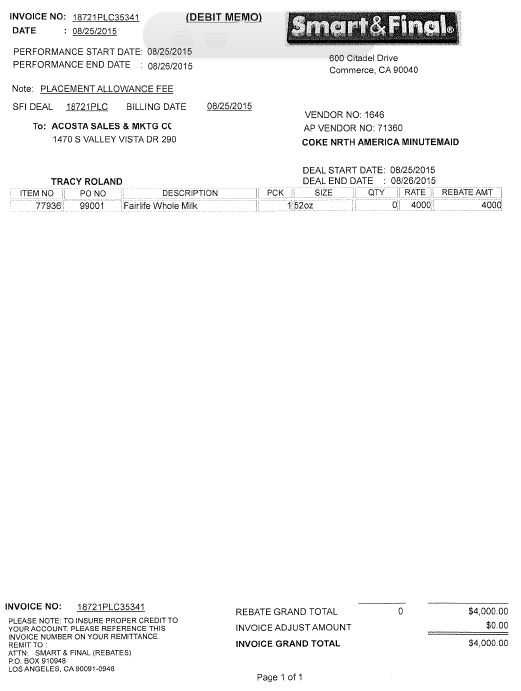 INVOICE NO: 18721PLC35341 (DEBIT MEMO) Smart&Final.
DATE : 08/25/2015
600 Citadel Drive
Commerce, CA 90040
PERFORMANCE START DATE: 08/25/2015
PERFORMANCE END DATE : 08/26/2015
Note: PLACEMENT ALLOWANCE FEE
SFI DEAL 18721PLC BILLING DATE 08/25/2015
VENDOR NO: 1646
AP VENDOR NO: 71360
COKE NRTH AMERICA MINUTEMAID
To: ACOSTA SALES & MKTG CC
1470 S VALLEY VISTA DR 290
DEAL START DATE: 08/25/2015
DEAL END DATE : 08/26/2015
TRACY ROLAND
ITEM NO PO NO DESCRIPTION PCK SIZE QTY RATE REBATE AMT
77936 99001 Fairlife Whole Milk 1 52oz 0 4000 4000
INVOICE NO: 18721PLC35341
PLEASE NOTE: TO INSURE PROPER CREDIT TO
YOUR ACCOUNT. PLEASE REFERENCE THIS
INVOICE NUMBER ON YOUR REMITTANCE.
REMIT TO :
ATTN: SMART & FINAL (REBATES)
P.O. BOX 910948
LOS ANGELES, CA 90091-0948
REBATE GRAND TOTAL 0 $4,000.00
INVOICE ADJUST AMOUNT $0.00
INVOICE GRAND TOTAL $4,000.00
Page 1 of 1